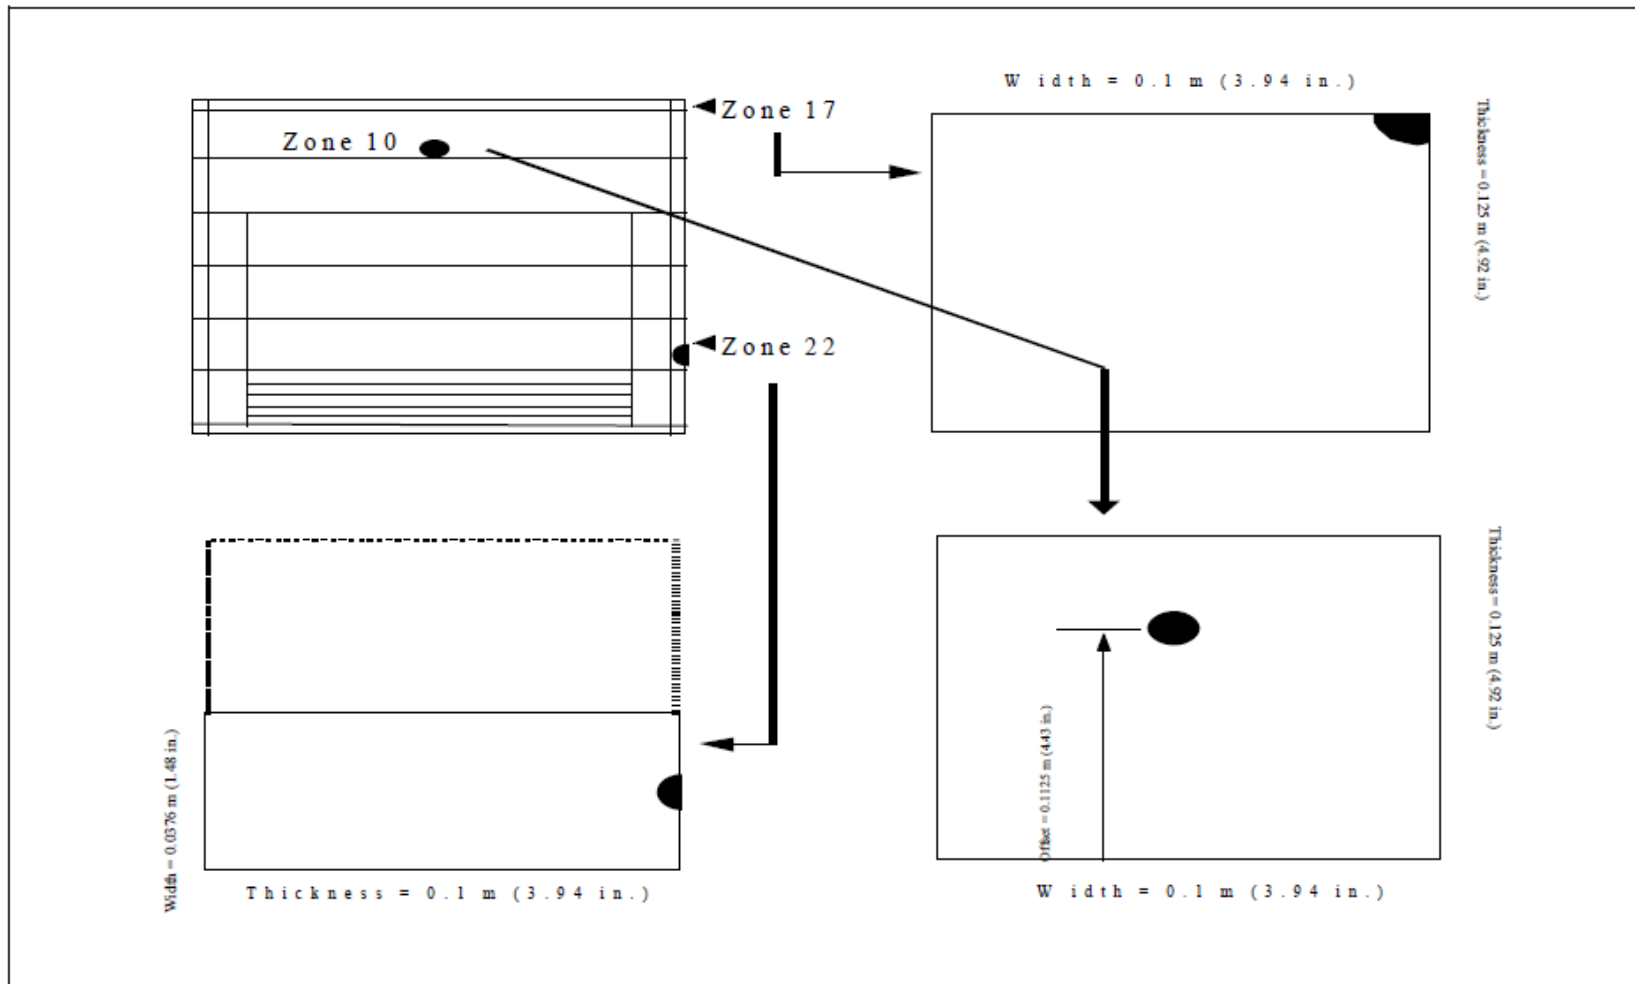 Width = 0.1 m (3.94 in.)
Zone 17
Zone 10
Thickness = 0.125 m (4.92 in.)
Zone 22
Thickness = 0.125 m (4.92 in.)
Offset = 0.1125 m (4.43 in.)
Width = 0.0376 m (1.48 in.)
Thickness = 0.1 m (3.94 in.)
Width = 0.1 m (3.94 in.)